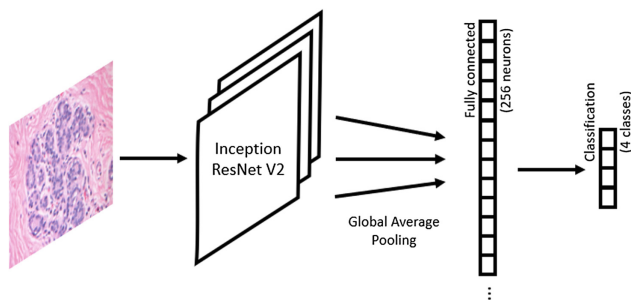 Inception
ResNet V2
Global Average
Pooling
Fully connected
(256 neurons)
...
Classification
(4 classes)